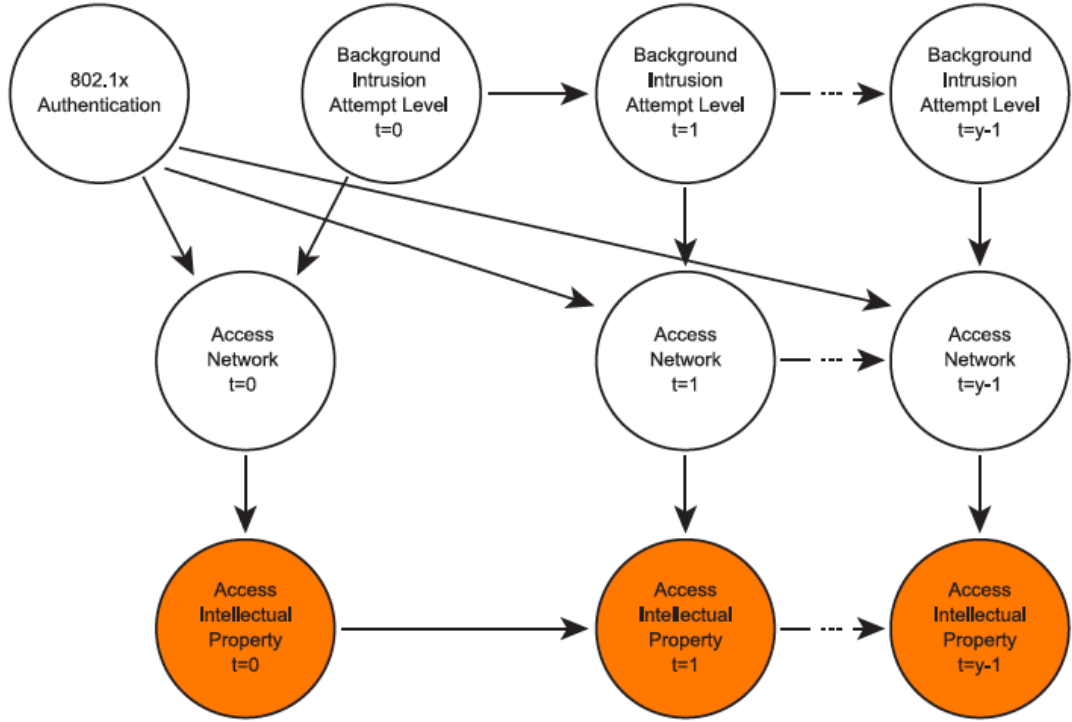 802.1x
Authentication
Background
Intrusion
Attempt Level
t=0
Background
Intrusion
Attempt Level
t=1
Background
Intrusion
Attempt Level
t=y-1
Access
Network
t=0
Access
Network
t=1
Access
Network
t=y-1
Access
Intellectual
Property
t=0
Access
Intellectual
Property
t=1
Access
Intellectual
Property
t=y-1